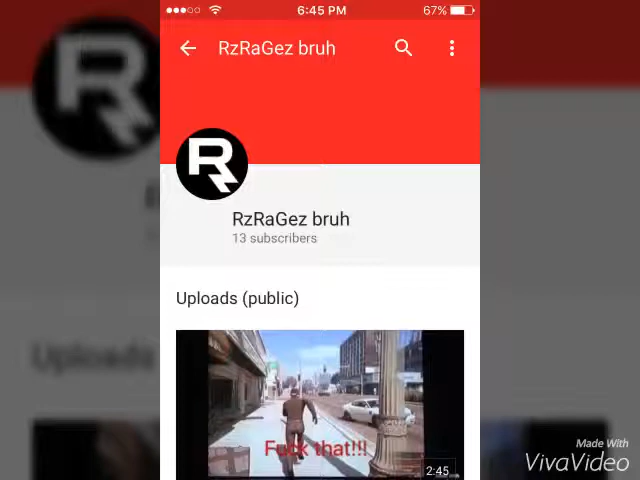 6:45 PM
67%
RzRaGez bruh
R
RzRaGez bruh
13 subscribers
Uploads (public)
Fuck that!!!
2:45
Uploads
Made With
VivaVideo